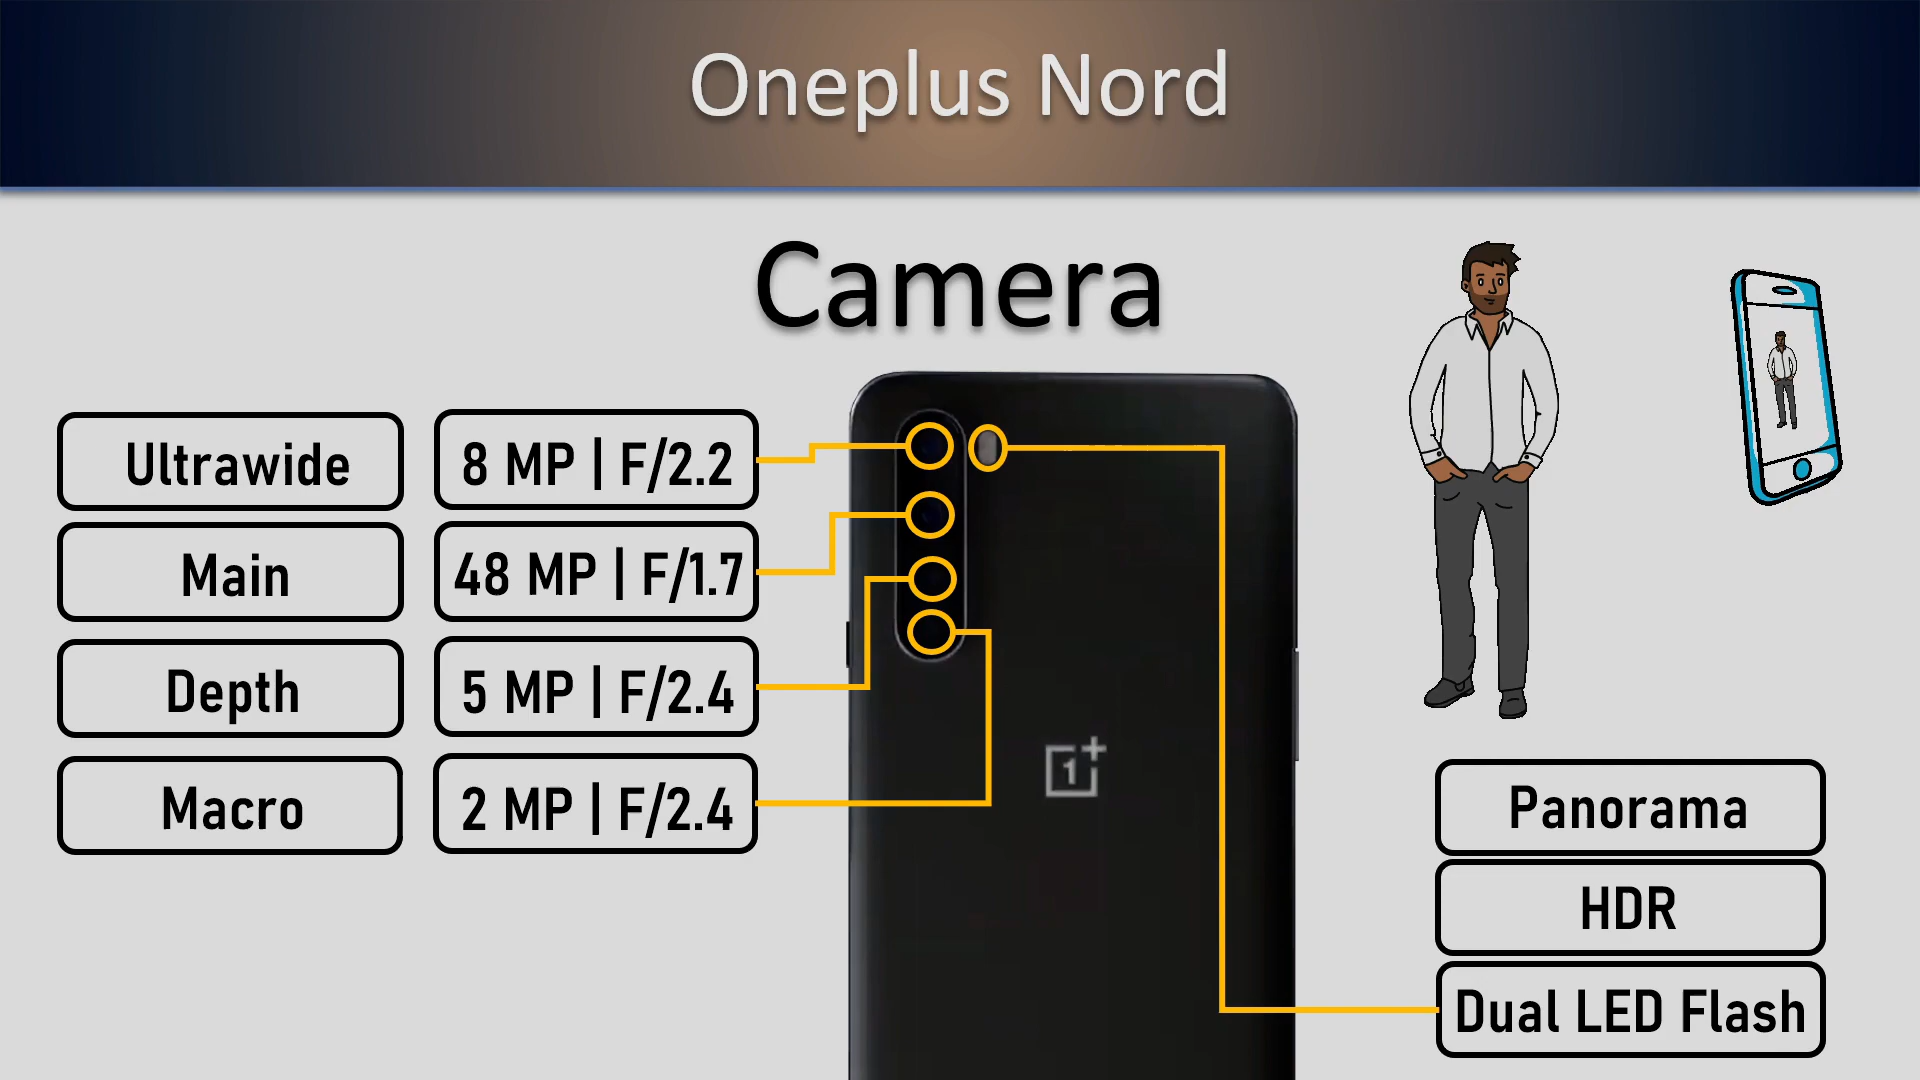 Oneplus Nord
Camera
Ultrawide
8 MP | F/2.2
Main
48 MP | F/1.7
Depth
5 MP | F/2.4
Macro
2 MP | F/2.4
1+
Panorama
HDR
Dual LED Flash